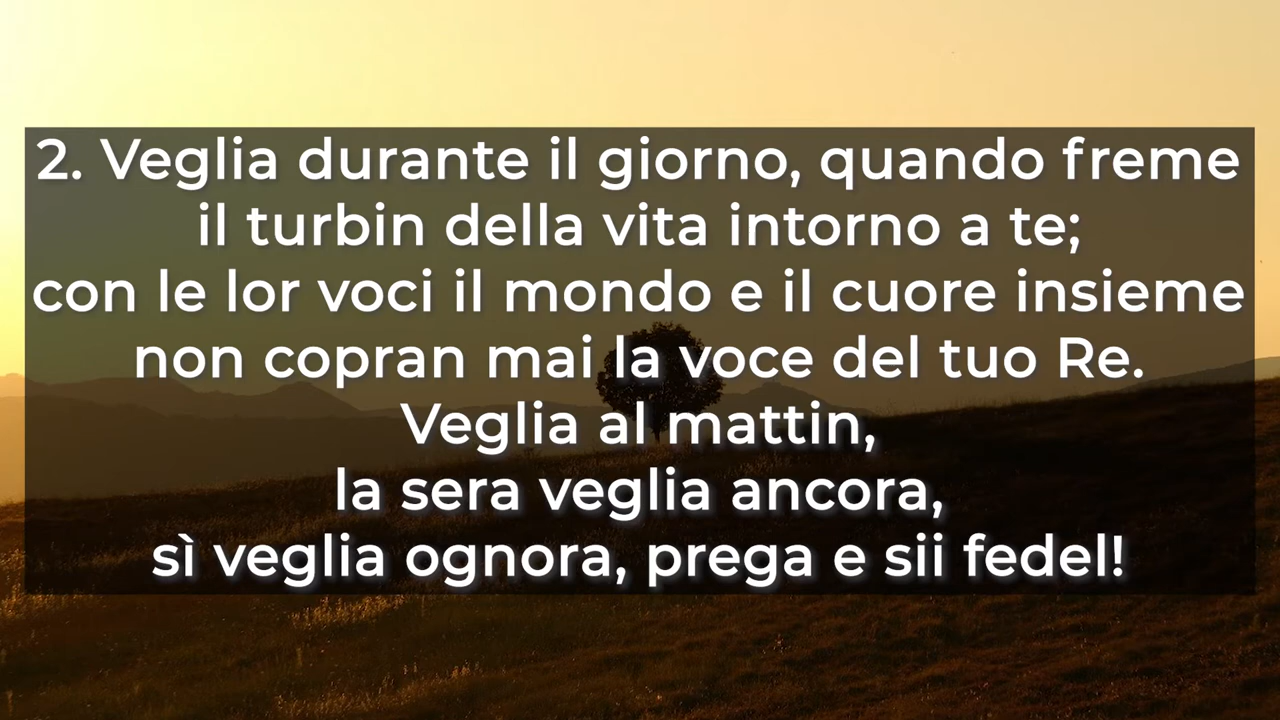 2. Veglia durante il giorno, quando freme
il turbin della vita intorno a te;
con le lor voci il mondo e il cuore insieme
non copran mai la voce del tuo Re.
Veglia al mattin,
la sera veglia ancora,
sì veglia ognora, prega e sii fedel!